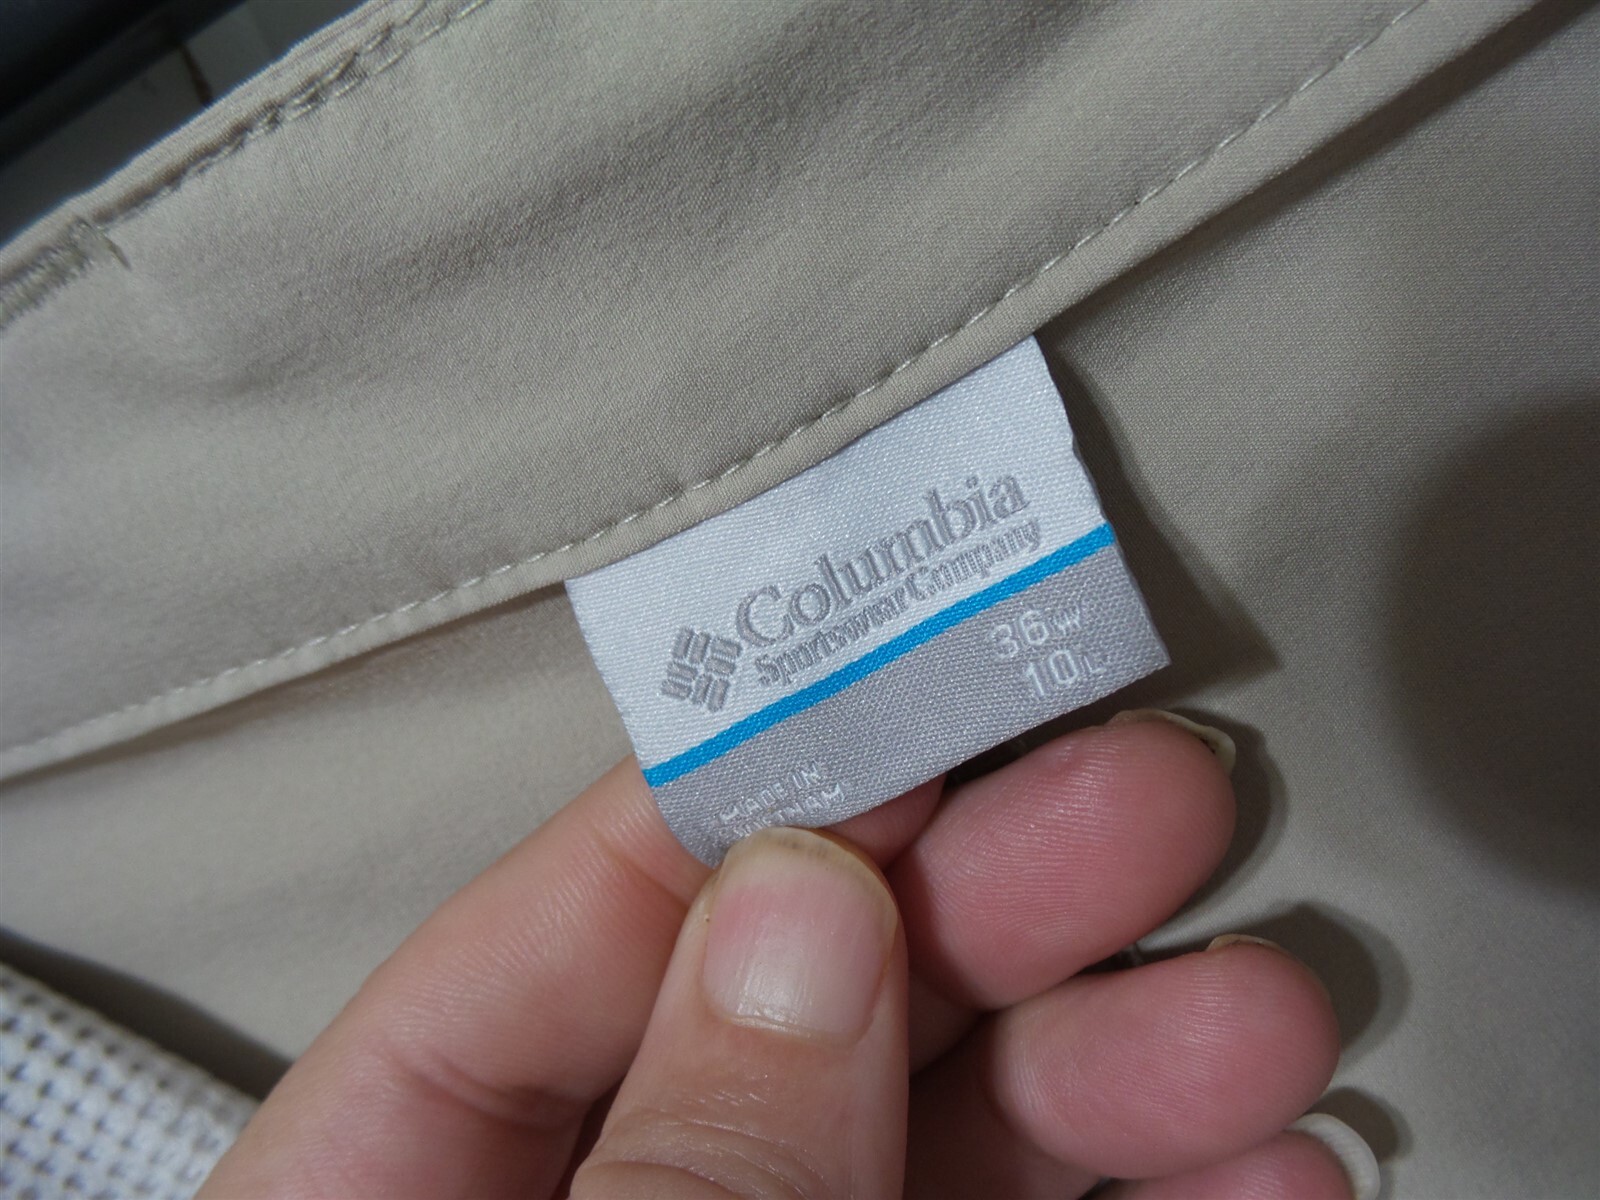 Columbia
Sportswear Company
36W
10L
MADE IN
VIETNAM